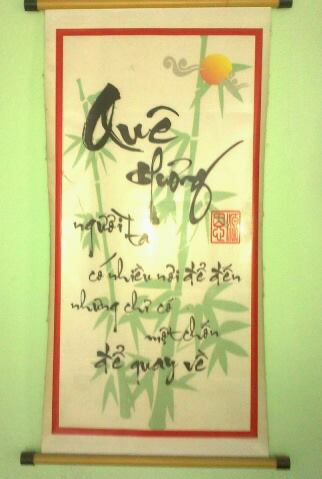 Quê
hương
người ta
có nhiều nơi để đến
nhưng chỉ có
một chốn
để quay về